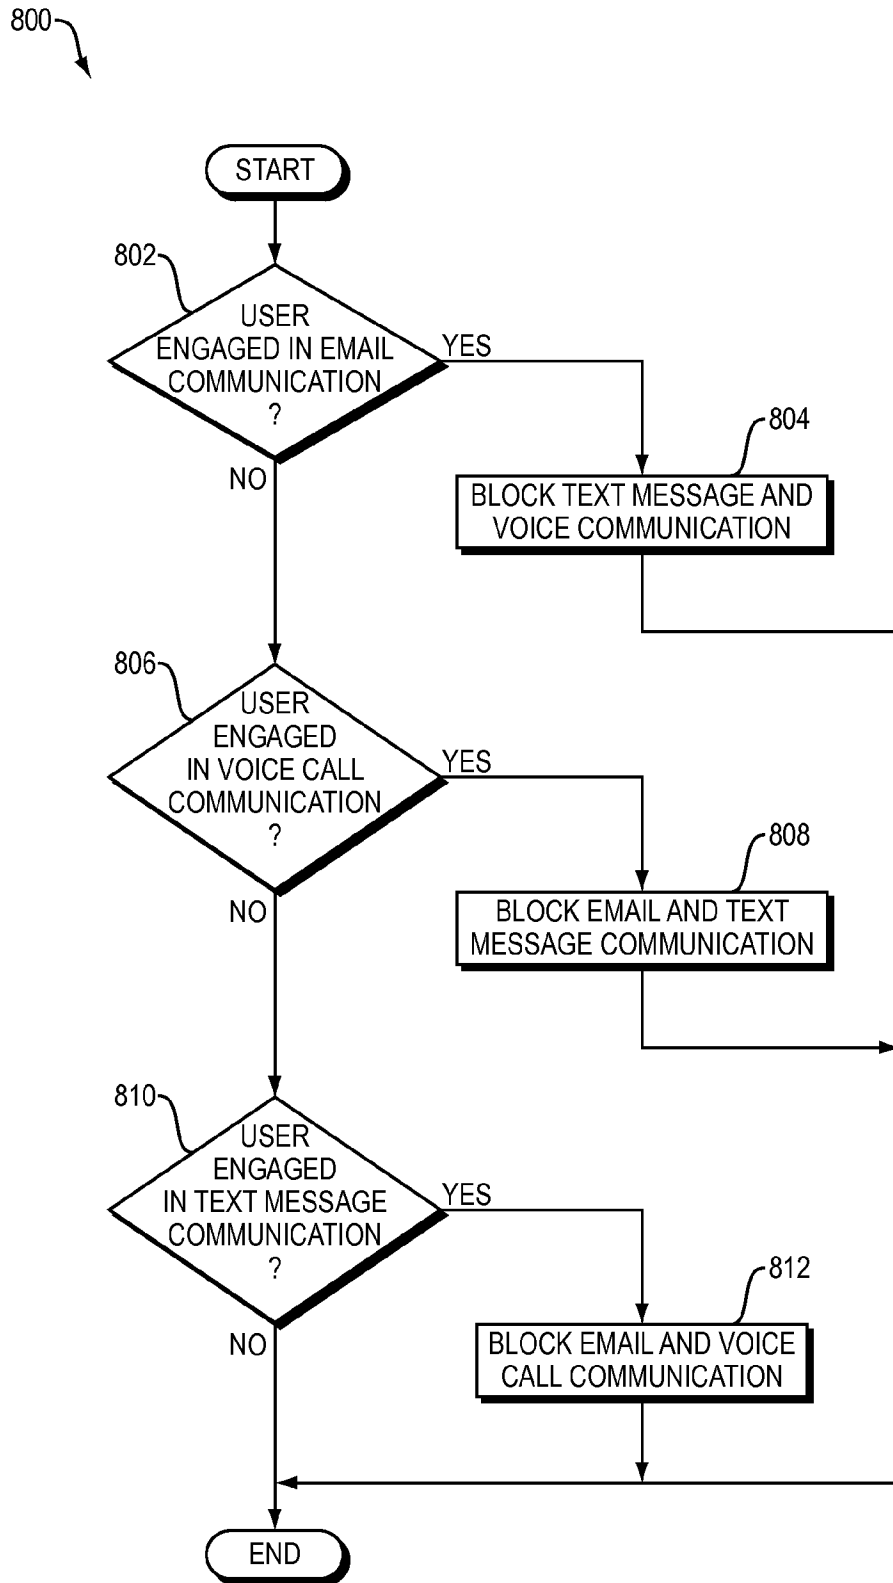 800
START
802
USER
ENGAGED IN EMAIL
COMMUNICATION
?
YES
NO
804
BLOCK TEXT MESSAGE AND
VOICE COMMUNICATION
806
USER
ENGAGED
IN VOICE CALL
COMMUNICATION
?
YES
NO
808
BLOCK EMAIL AND TEXT
MESSAGE COMMUNICATION
810
USER
ENGAGED
IN TEXT MESSAGE
COMMUNICATION
?
YES
NO
812
BLOCK EMAIL AND VOICE
CALL COMMUNICATION
END